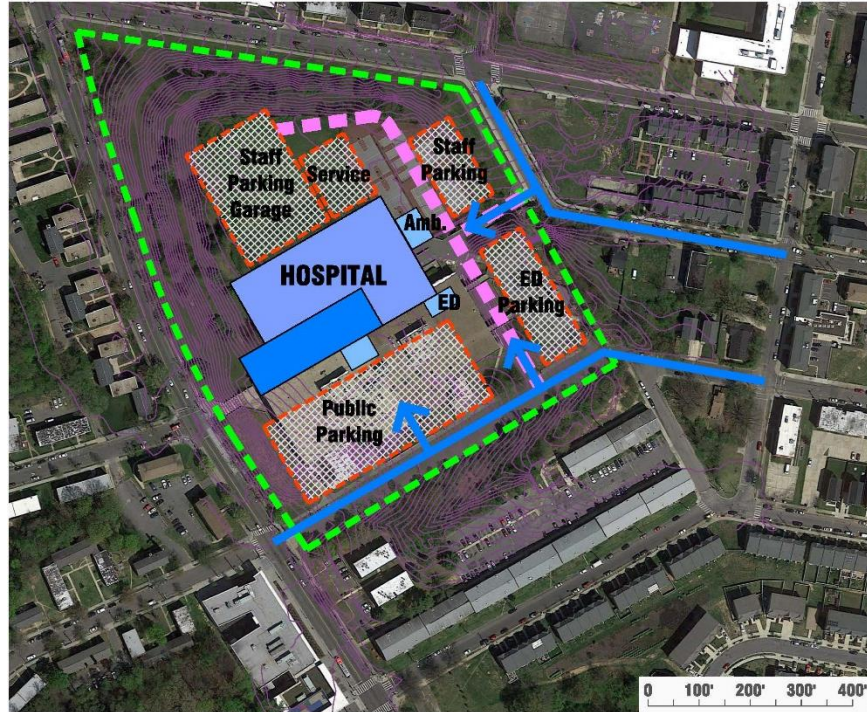 Staff
Parking
Garage
Service
Staff
Parking
Amb.
HOSPITAL
ED
ED
Parking
Public
Parking
0 100' 200' 300' 400'